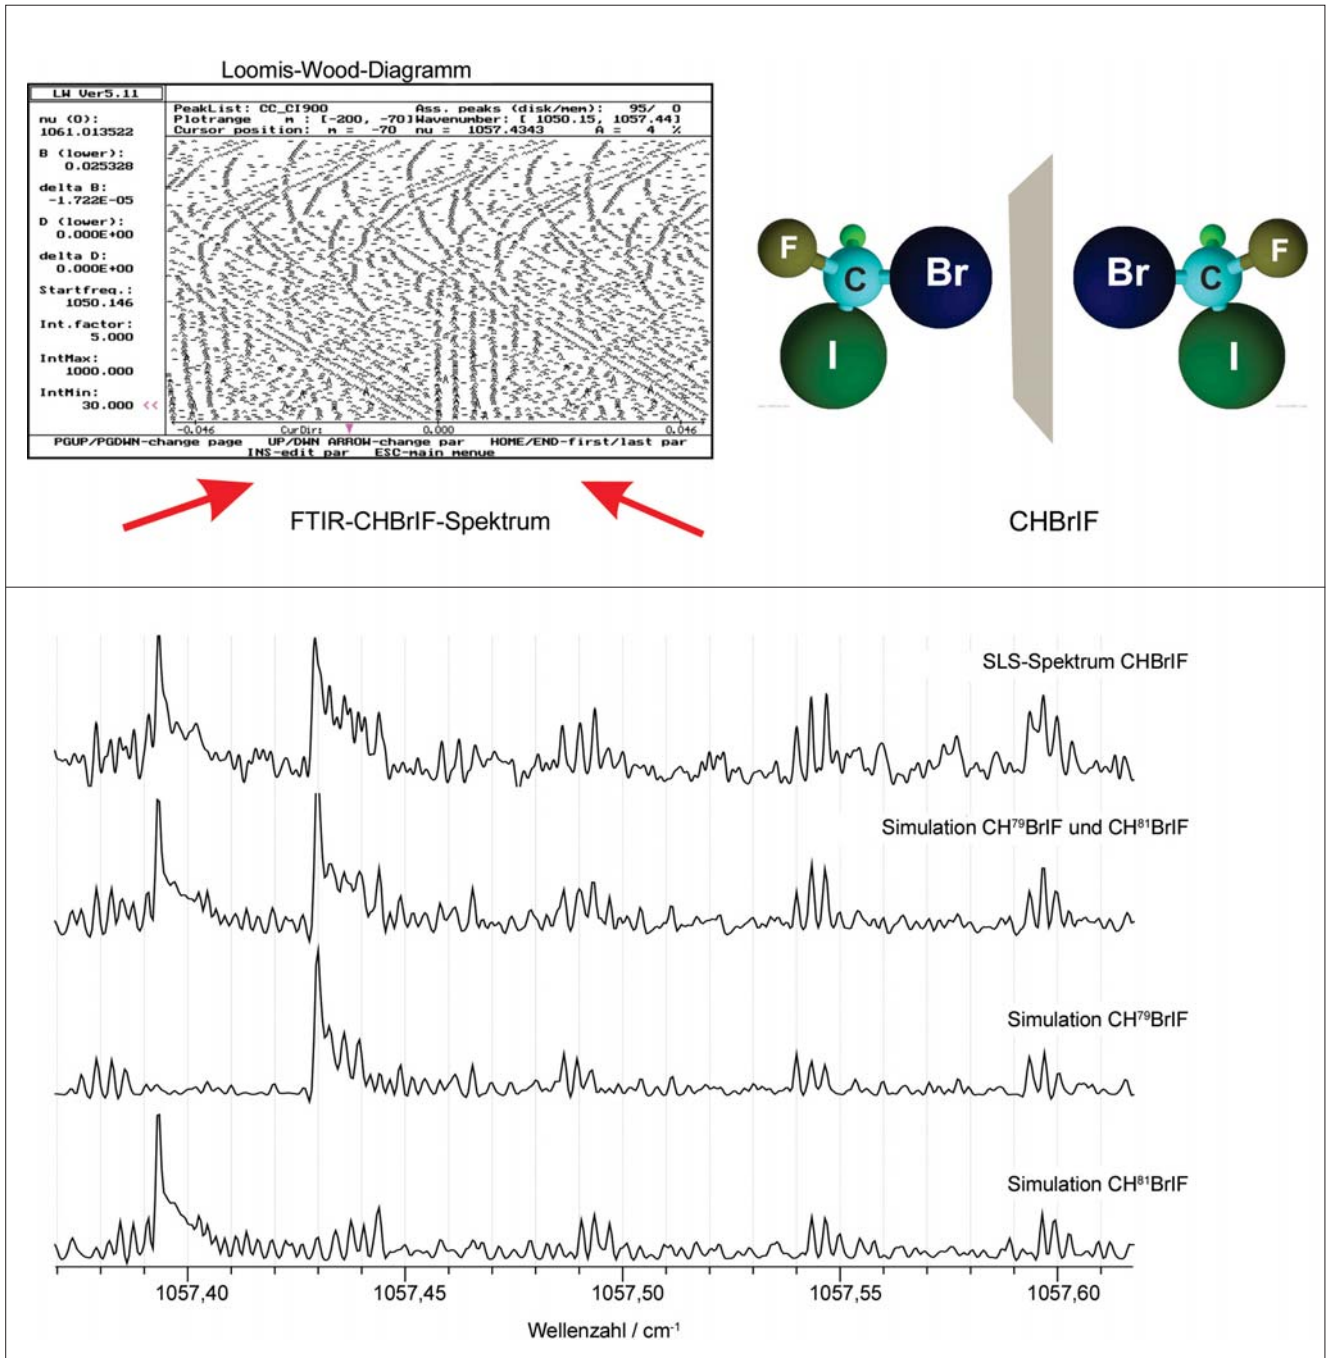 Loomis-Wood-Diagramm
LW Ver5.11
PeakList: CC_CI900 Ass. peaks (disk/mem): 95/ 0
Plotrange m : [-200, -70] Wavenumber: [ 1050.15, 1057.44]
Cursor position: m = -70 nu = 1057.4343 A = 4 %
nu (0):
1061.013522
B (lower):
0.025328
delta B:
-1.722E-05
D (lower):
0.000E+00
delta D:
0.000E+00
Startfreq.:
1050.146
Int.factor:
5.000
IntMax:
1000.000
IntMin:
30.000 <<
-0.046 CurDir: 0.000 0.046
PGUP/PGDWN-change page UP/DWN ARROW-change par HOME/END-first/last par
INS-edit par ESC-main menue
F C Br I
Br C F I
FTIR-CHBrIF-Spektrum
CHBrIF
SLS-Spektrum CHBrIF
Simulation CH⁷⁹BrIF und CH⁸¹BrIF
Simulation CH⁷⁹BrIF
Simulation CH⁸¹BrIF
1057,40 1057,45 1057,50 1057,55 1057,60
Wellenzahl / cm⁻¹